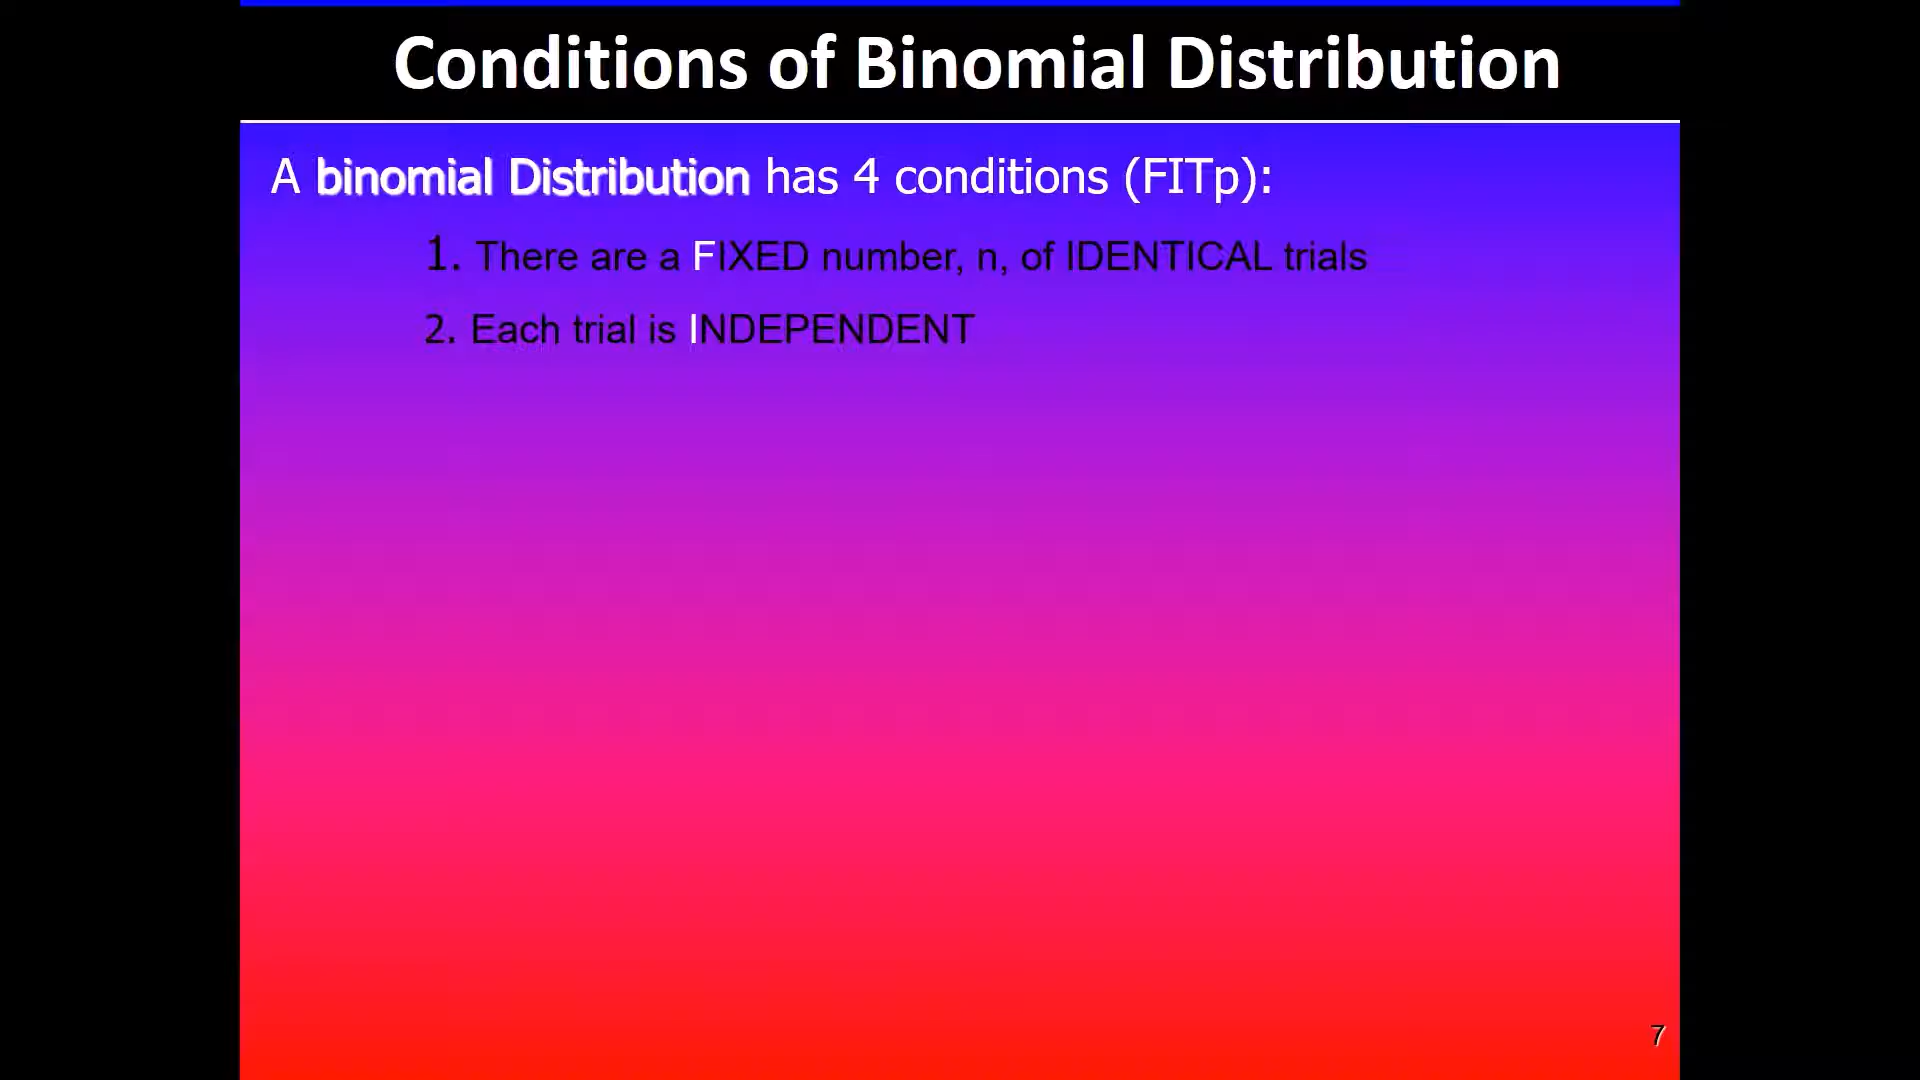 Conditions of Binomial Distribution
A binomial Distribution has 4 conditions (FITp):
1. There are a FIXED number, n, of IDENTICAL trials
2. Each trial is INDEPENDENT
7